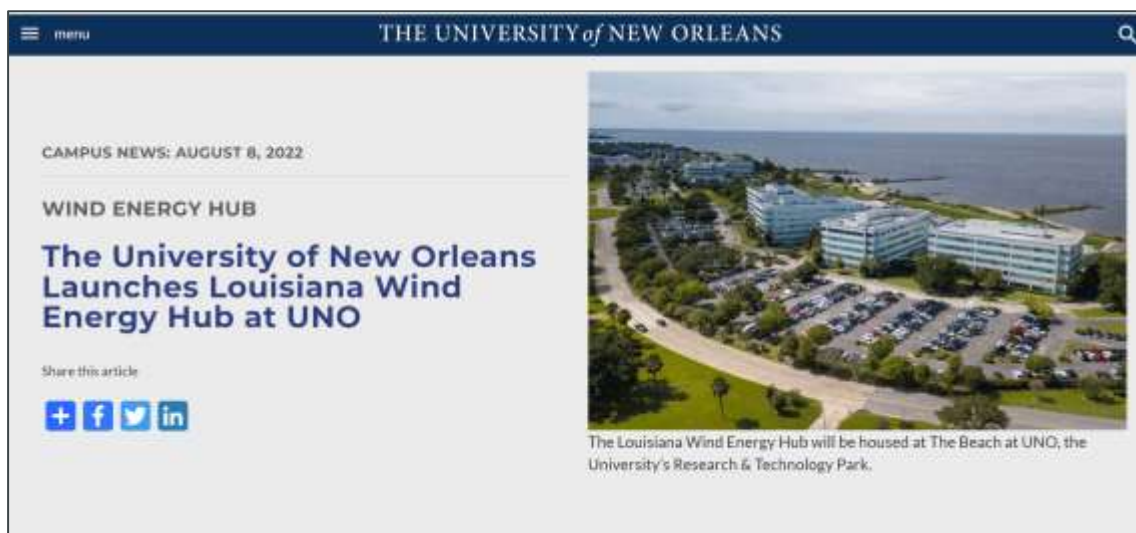 menu
THE UNIVERSITY of NEW ORLEANS
CAMPUS NEWS: AUGUST 8, 2022
WIND ENERGY HUB
The University of New Orleans
Launches Louisiana Wind
Energy Hub at UNO
Share this article
The Louisiana Wind Energy Hub will be housed at The Beach at UNO, the
University's Research & Technology Park.